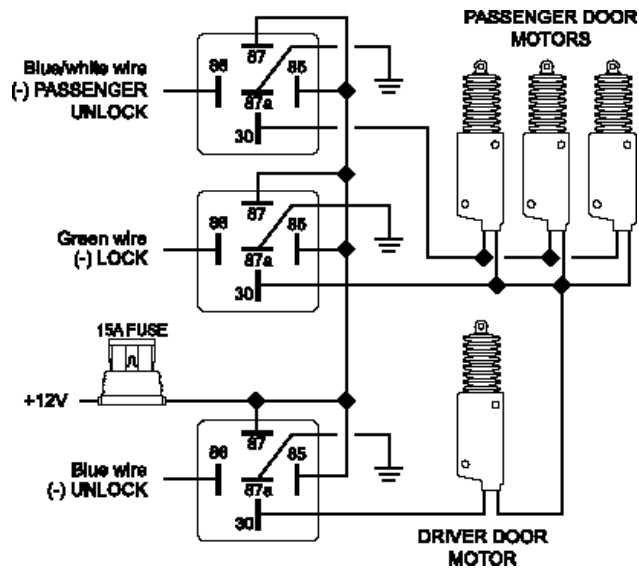 PASSENGER DOOR
MOTORS
87
Blue/white wire
86
85
(-) PASSENGER
UNLOCK
87a
30
87
86
85
Green wire
(-) LOCK
87a
30
15A FUSE
+12V
87
86
85
Blue wire
(-) UNLOCK
87a
30
DRIVER DOOR
MOTOR